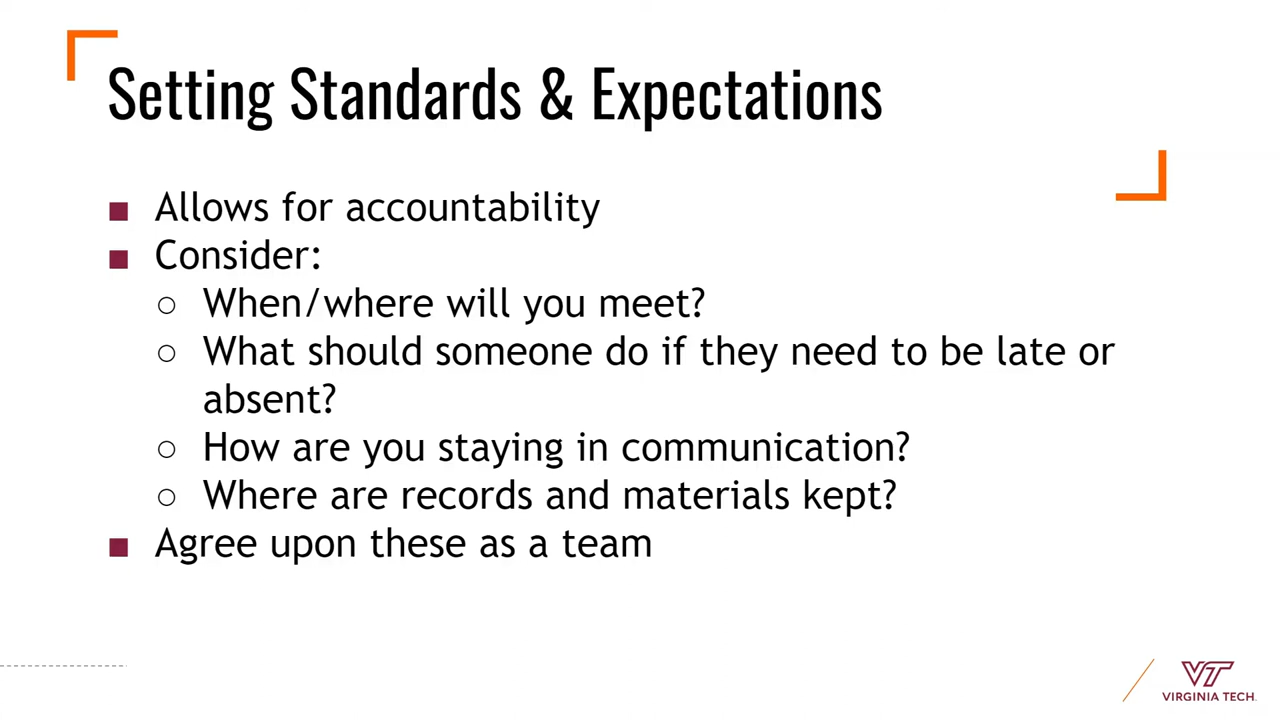 Setting Standards & Expectations
■ Allows for accountability
■ Consider:
○ When/where will you meet?
○ What should someone do if they need to be late or
absent?
○ How are you staying in communication?
○ Where are records and materials kept?
■ Agree upon these as a team
VT
VIRGINIA TECH.